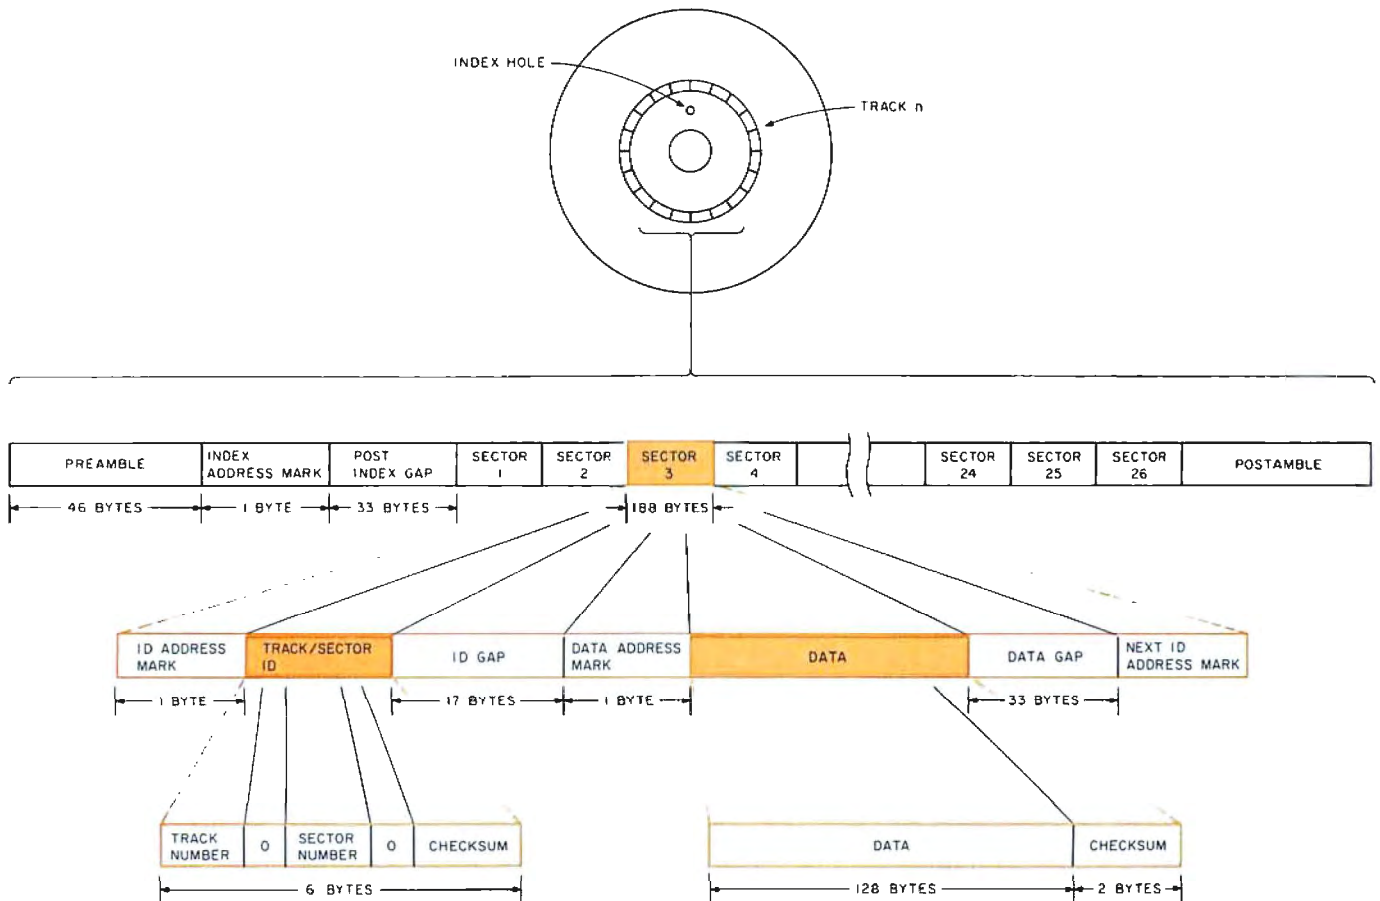 INDEX HOLE
TRACK n
PREAMBLE
INDEX
ADDRESS MARK
POST
INDEX GAP
SECTOR
1
SECTOR
2
SECTOR
3
SECTOR
4
SECTOR
24
SECTOR
25
SECTOR
26
POSTAMBLE
46 BYTES
1 BYTE
33 BYTES
188 BYTES
ID ADDRESS
MARK
TRACK/SECTOR
ID
ID GAP
DATA ADDRESS
MARK
DATA
DATA GAP
NEXT ID
ADDRESS MARK
1 BYTE
17 BYTES
1 BYTE
33 BYTES
TRACK
NUMBER
0
SECTOR
NUMBER
0
CHECKSUM
DATA
CHECKSUM
6 BYTES
128 BYTES
2 BYTES